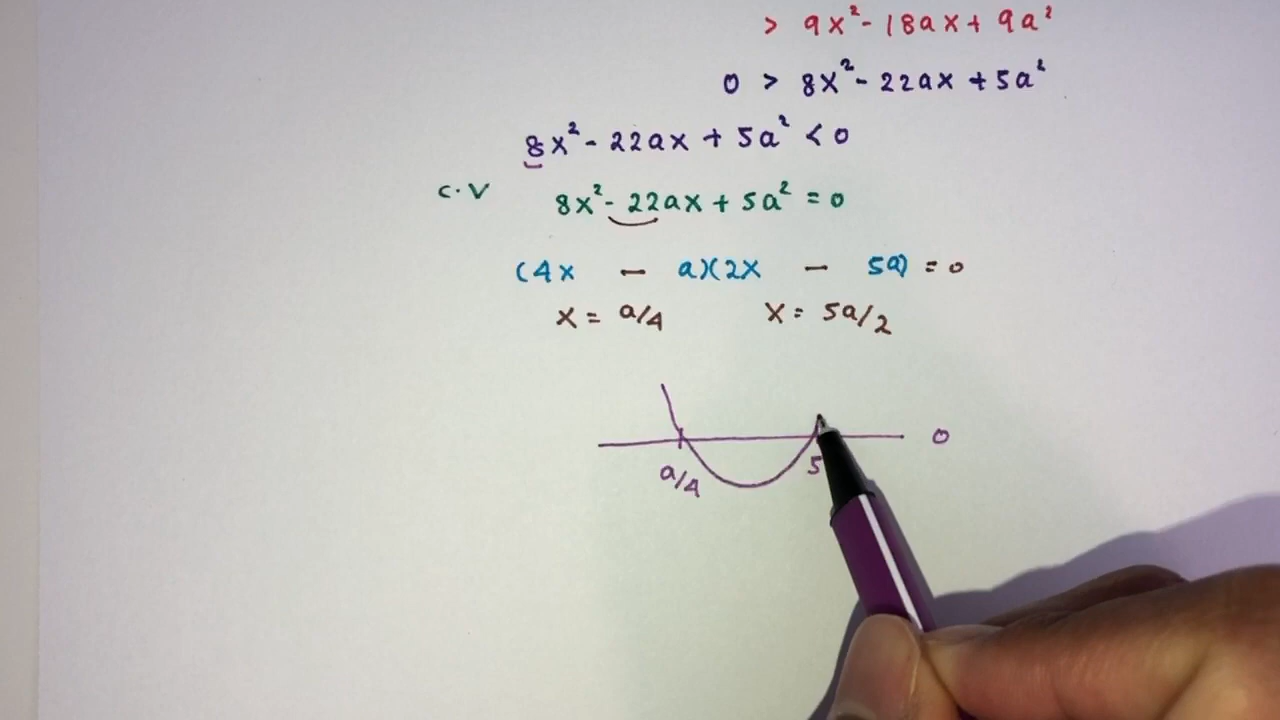 > 9x² - 18ax + 9a²
0 > 8x² - 22ax + 5a²
8x² - 22ax + 5a² < 0
C.V 8x² - 22ax + 5a² = 0
(4x - a)(2x - 5a) = 0
x = a/4 x = 5a/2
0
a/4 5